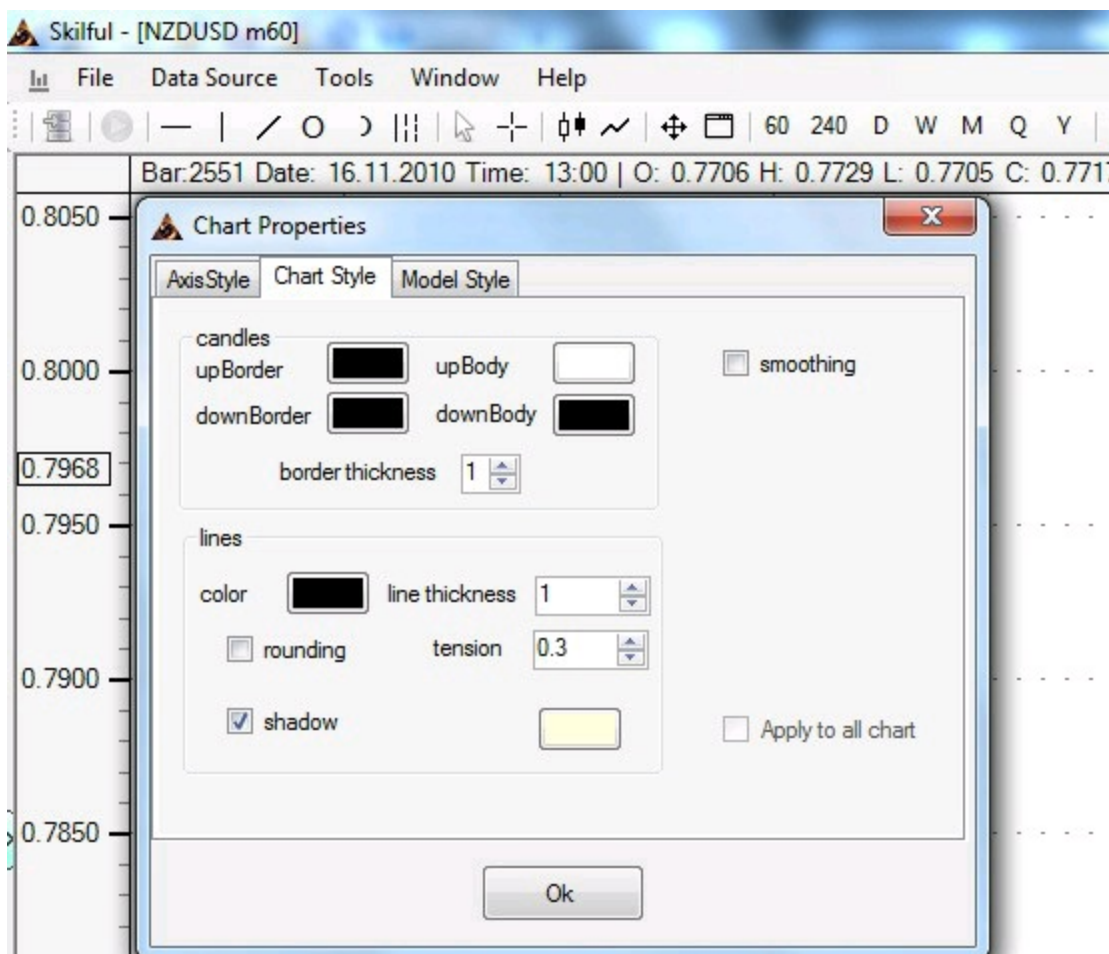 Skilful - [NZDUSD m60]
File Data Source Tools Window Help
60 240 D W M Q Y
Bar:2551 Date: 16.11.2010 Time: 13:00 | O: 0.7706 H: 0.7729 L: 0.7705 C: 0.771
0.8050
Chart Properties
AxisStyle Chart Style Model Style
candles
0.8000
upBorder upBody smoothing
downBorder downBody
0.7968
border thickness 1
0.7950
lines
color line thickness 1
rounding tension 0.3
0.7900
shadow Apply to all chart
0.7850
Ok